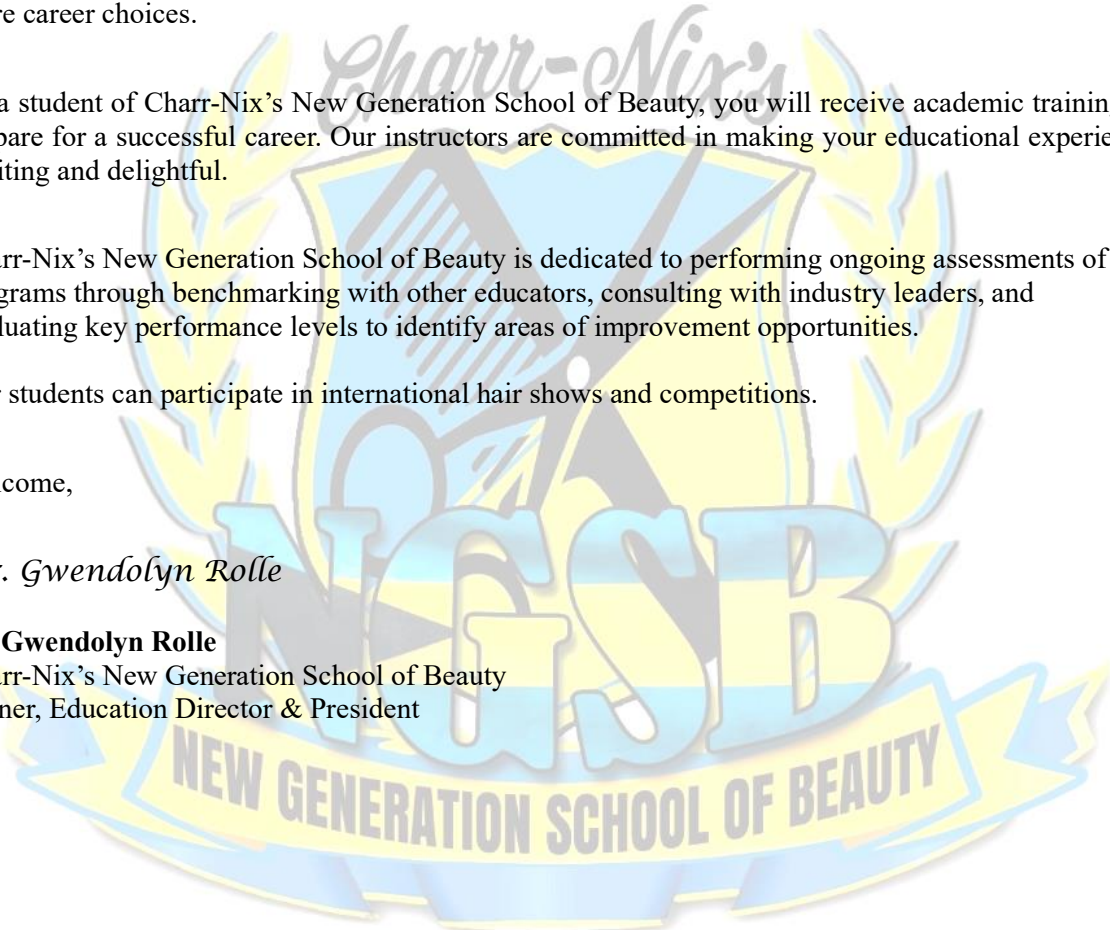 re career choices.
Charr-Nix's
a student of Charr-Nix’s New Generation School of Beauty, you will receive academic trainin
pare for a successful career. Our instructors are committed in making your educational experie
iting and delightful.
arr-Nix’s New Generation School of Beauty is dedicated to performing ongoing assessments of
grams through benchmarking with other educators, consulting with industry leaders, and
luating key performance levels to identify areas of improvement opportunities.
r students can participate in international hair shows and competitions.
lcome,
. Gwendolyn Rolle
Gwendolyn Rolle
arr-Nix’s New Generation School of Beauty
ner, Education Director & President
NGSB
NEW GENERATION SCHOOL OF BEAUTY